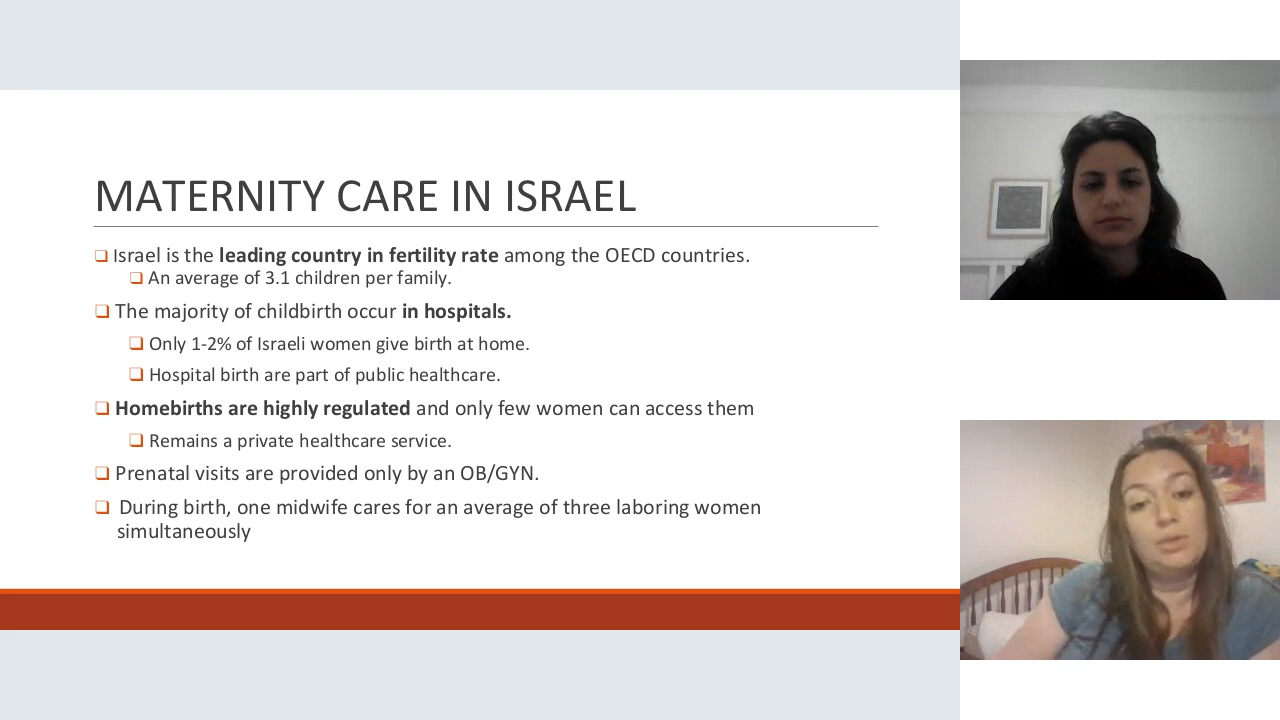 MATERNITY CARE IN ISRAEL
Israel is the leading country in fertility rate among the OECD countries.
An average of 3.1 children per family.
The majority of childbirth occur in hospitals.
Only 1-2% of Israeli women give birth at home.
Hospital birth are part of public healthcare.
Homebirths are highly regulated and only few women can access them
Remains a private healthcare service.
Prenatal visits are provided only by an OB/GYN.
During birth, one midwife cares for an average of three laboring women
simultaneously